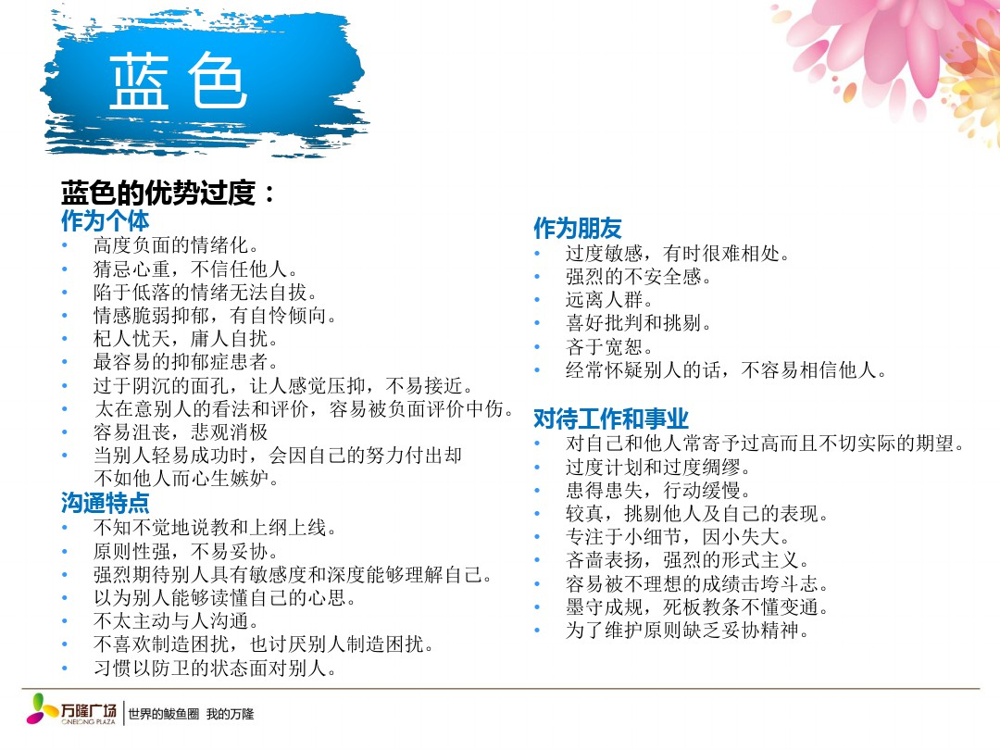 蓝 色
蓝色的优势过度：
作为个体
• 高度负面的情绪化。
• 猜忌心重，不信任他人。
• 陷于低落的情绪无法自拔。
• 情感脆弱抑郁，有自怜倾向。
• 杞人忧天，庸人自扰。
• 最容易的抑郁症患者。
• 过于阴沉的面孔，让人感觉压抑，不易接近。
• 太在意别人的看法和评价，容易被负面评价中伤。
• 容易沮丧，悲观消极
• 当别人轻易成功时，会因自己的努力付出却
不如他人而心生嫉妒。
沟通特点
• 不知不觉地说教和上纲上线。
• 原则性强，不易妥协。
• 强烈期待别人具有敏感度和深度能够理解自己。
• 以为别人能够读懂自己的心思。
• 不太主动与人沟通。
• 不喜欢制造困扰，也讨厌别人制造困扰。
• 习惯以防卫的状态面对别人。
作为朋友
• 过度敏感，有时很难相处。
• 强烈的不安全感。
• 远离人群。
• 喜好批判和挑剔。
• 吝于宽恕。
• 经常怀疑别人的话，不容易相信他人。
对待工作和事业
• 对自己和他人常寄予过高而且不切实际的期望。
• 过度计划和过度绸缪。
• 患得患失，行动缓慢。
• 较真，挑剔他人及自己的表现。
• 专注于小细节，因小失大。
• 吝啬表扬，强烈的形式主义。
• 容易被不理想的成绩击垮斗志。
• 墨守成规，死板教条不懂变通。
• 为了维护原则缺乏妥协精神。
万隆广场
ONELONG PLAZA
世界的鲅鱼圈 我的万隆